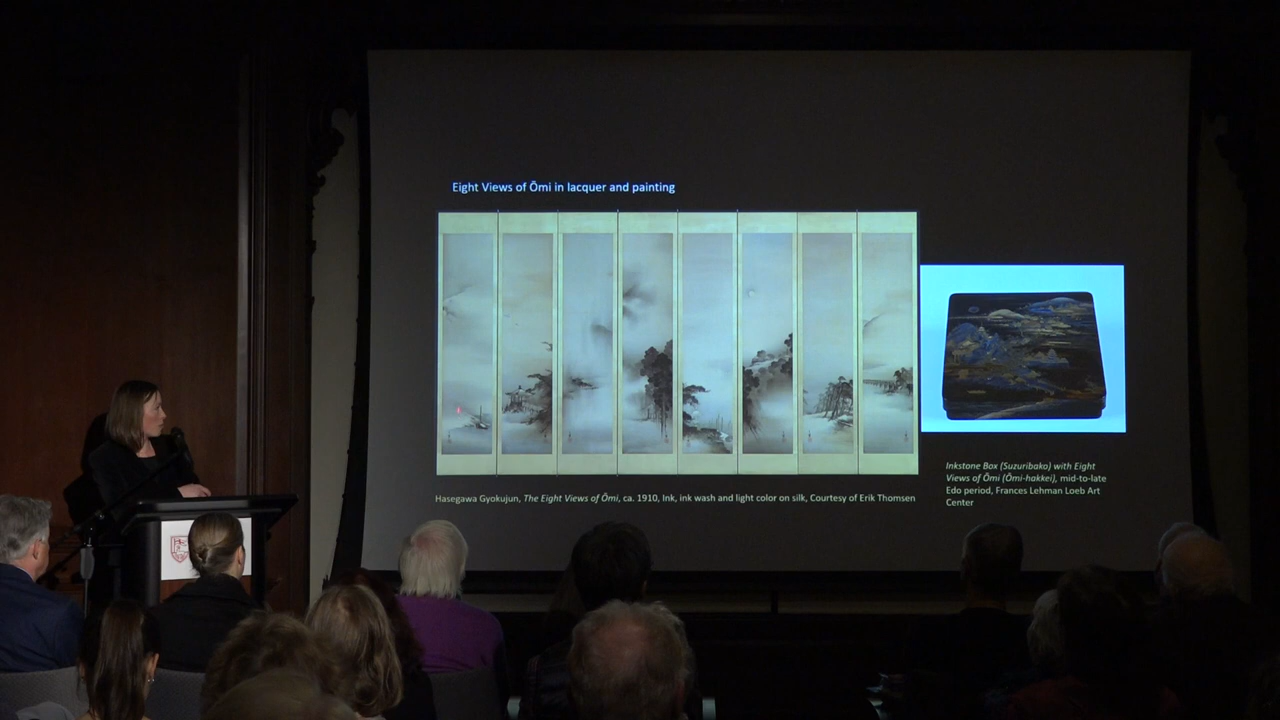 Eight Views of Ōmi in lacquer and painting
Hasegawa Gyokujun, The Eight Views of Ōmi, ca. 1910, Ink, ink wash and light color on silk, Courtesy of Erik Thomsen
Inkstone Box (Suzuribako) with Eight
Views of Ōmi (Ōmi-hakkei), mid-to-late
Edo period, Frances Lehman Loeb Art
Center